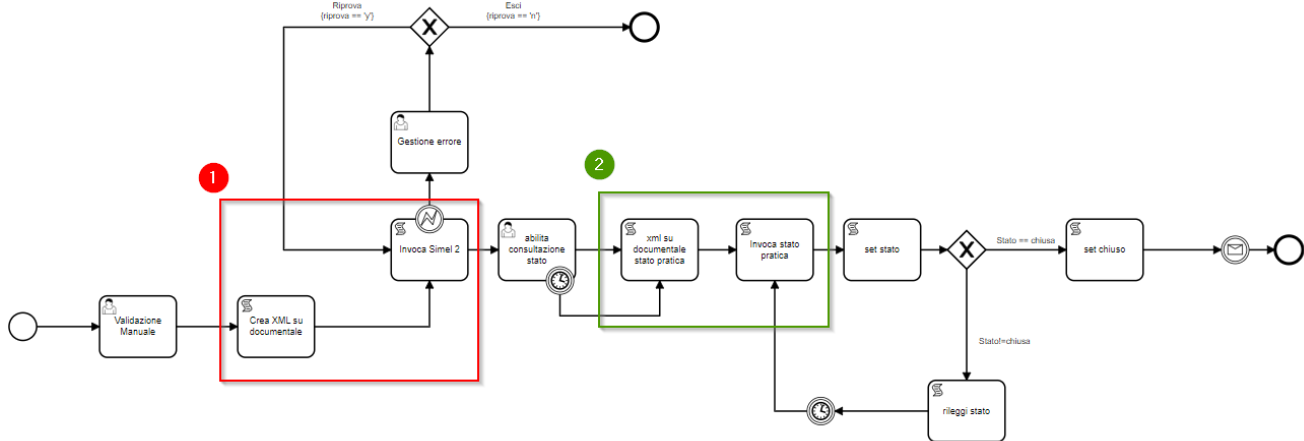 Riprova
{riprova == 'y'}
Esci
{riprova == 'n'}
Gestione errore
1
2
Invoca Simel 2
abilita
consultazione
stato
xml su
documentale
stato pratica
Invoca stato
pratica
set stato
Stato == chiusa
set chiuso
Validazione
Manuale
Crea XML su
documentale
Stato!=chiusa
rileggi stato